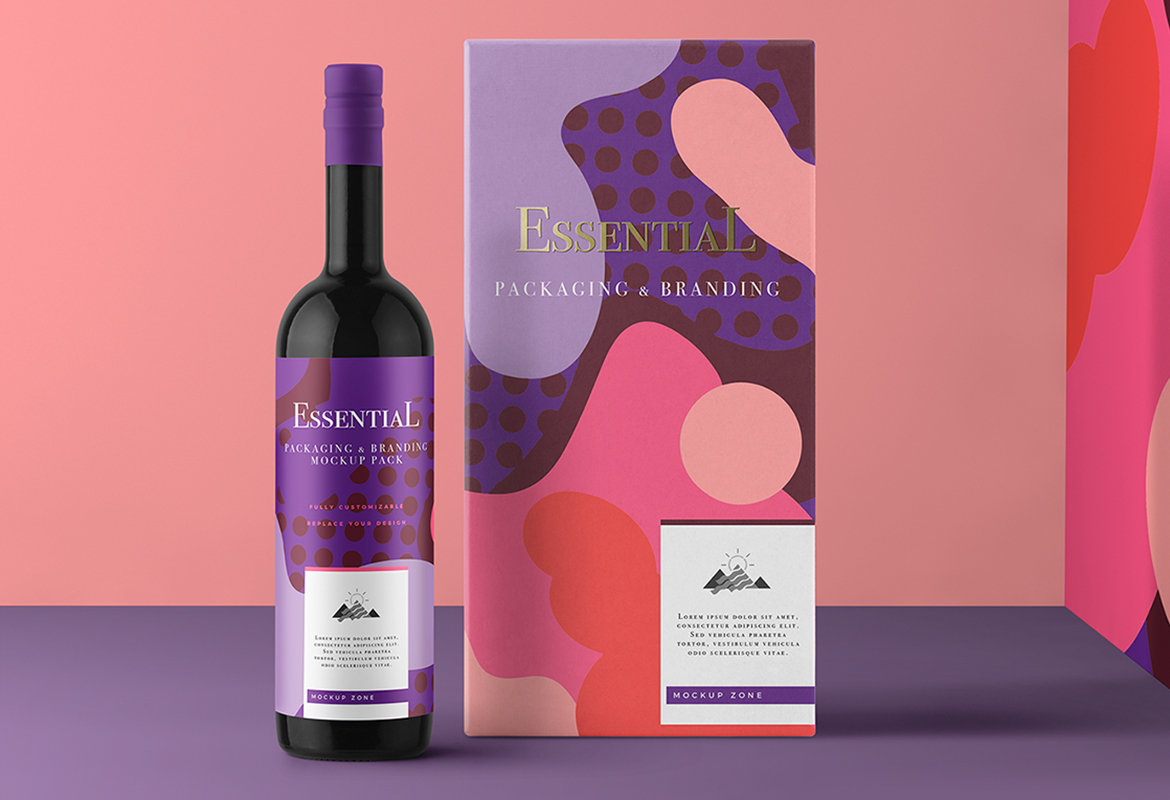 Essential
Packaging & Branding
Mockup Pack
Fully Customizable
Replace Your Design
Lorem ipsum dolor sit amet,
consectetur adipiscing elit.
Sed vehicula pharetra
tortor, vestibulum vehicula
odio scelerisque vitae.
MOCKUP ZONE
Essential
Packaging & Branding
Lorem ipsum dolor sit amet,
consectetur adipiscing elit.
Sed vehicula pharetra
tortor, vestibulum vehicula
odio scelerisque vitae.
MOCKUP ZONE